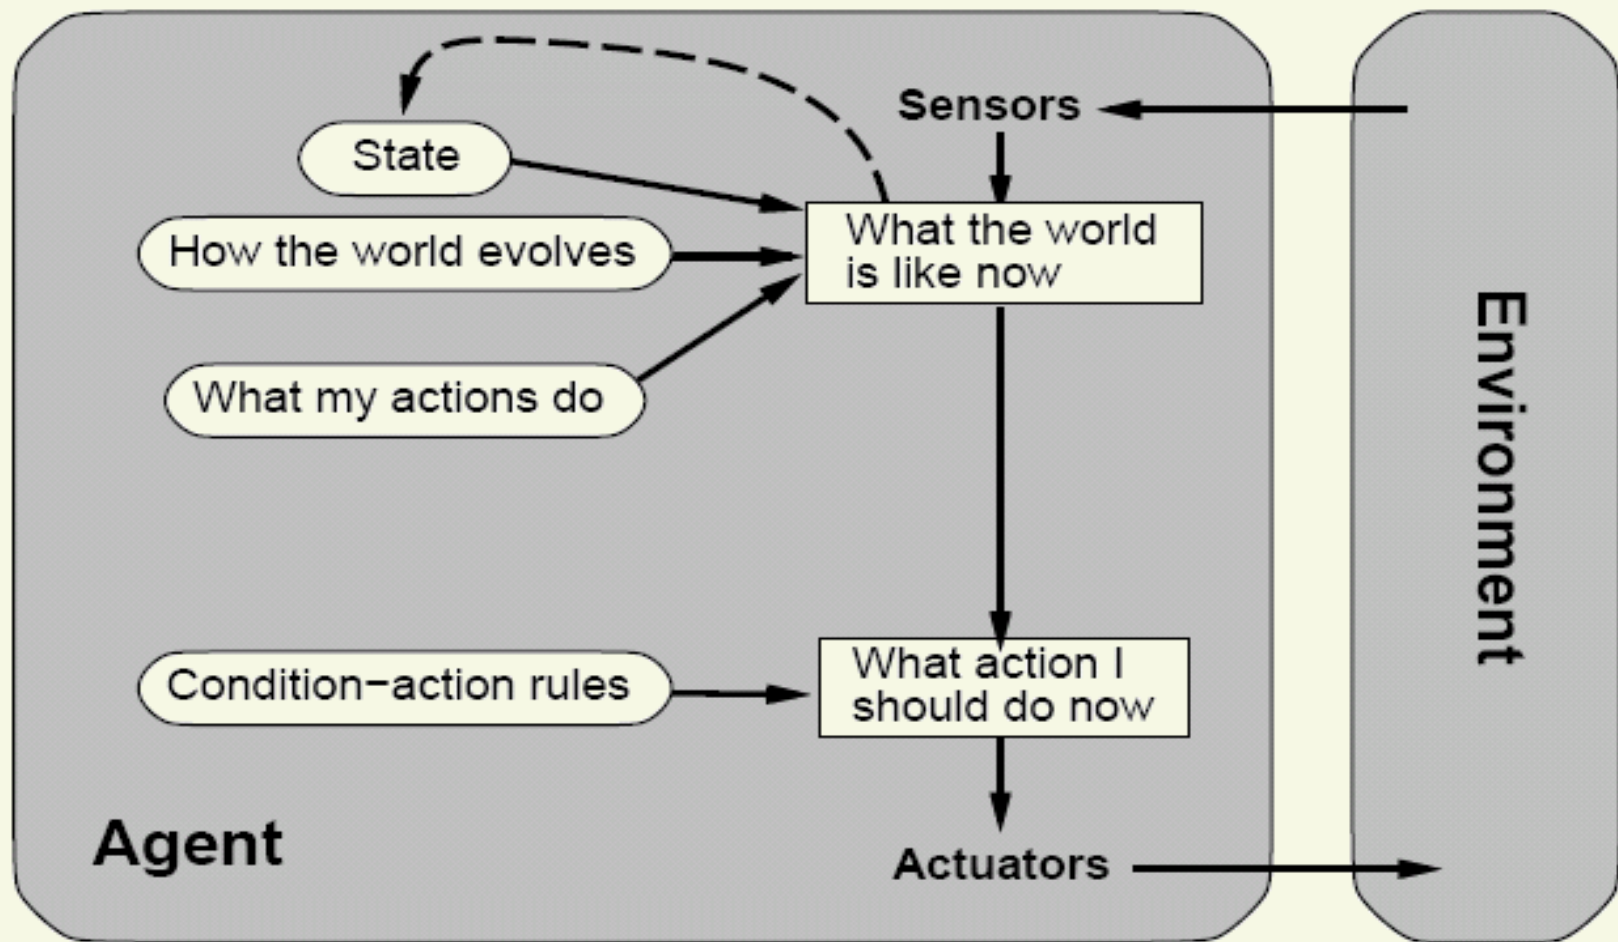 Sensors
State
What the world
is like now
How the world evolves
What my actions do
Environment
Condition−action rules
What action I
should do now
Agent
Actuators